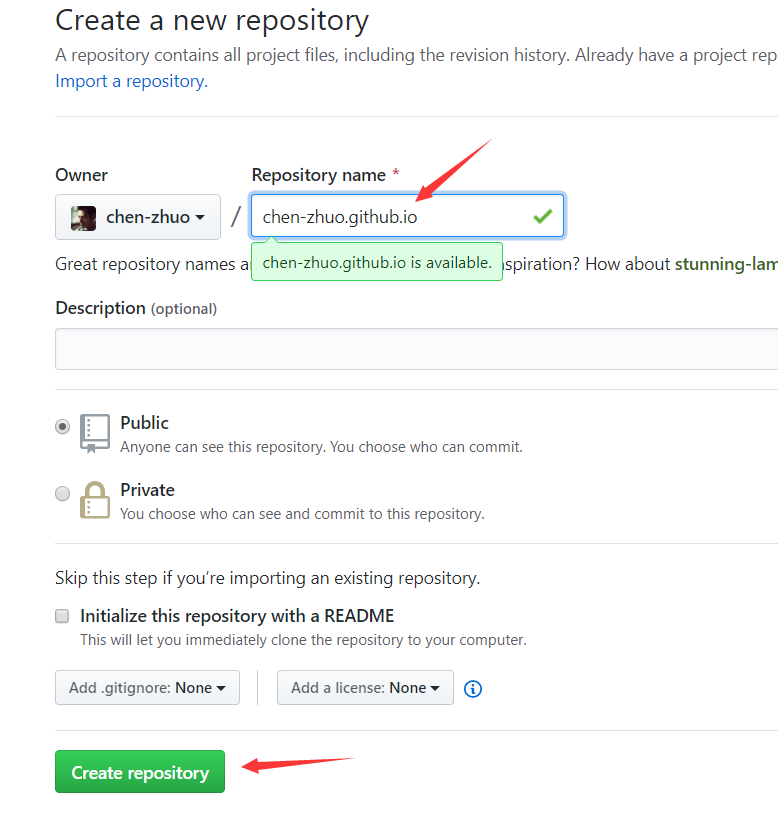 Create a new repository
A repository contains all project files, including the revision history. Already have a project rep
Import a repository.
Owner
Repository name *
chen-zhuo / chen-zhuo.github.io
Great repository names a
chen-zhuo.github.io is available.
spiration? How about stunning-lam
Description (optional)
Public
Anyone can see this repository. You choose who can commit.
Private
You choose who can see and commit to this repository.
Skip this step if you’re importing an existing repository.
Initialize this repository with a README
This will let you immediately clone the repository to your computer.
Add .gitignore: None
Add a license: None
Create repository